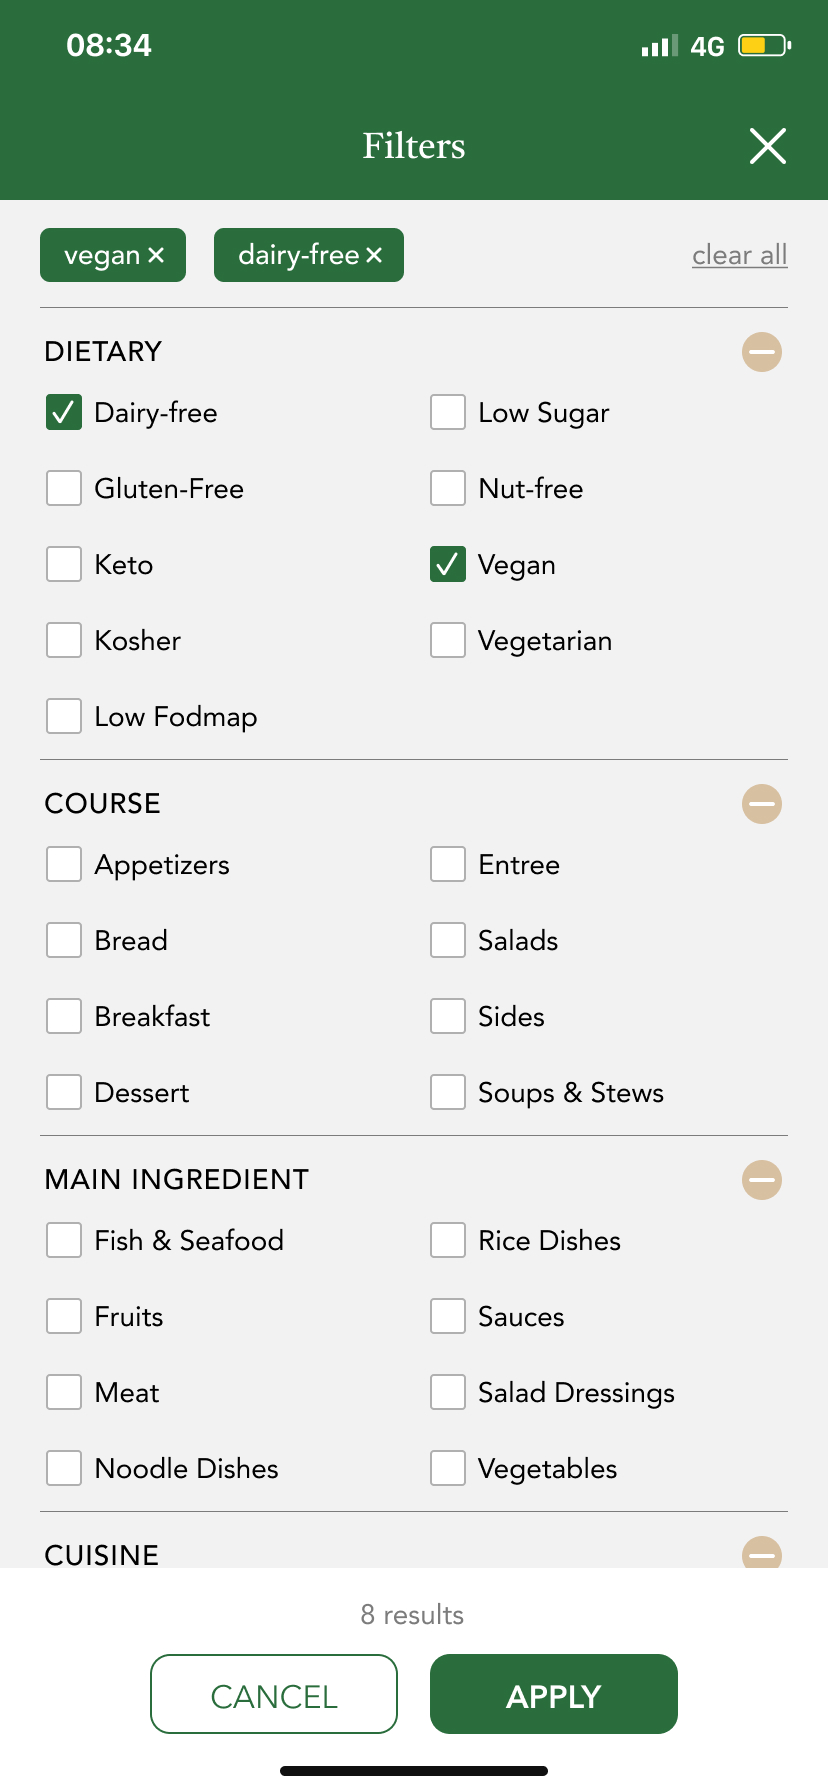 08:34 4G
Filters
vegan dairy-free clear all
DIETARY
Dairy-free Low Sugar
Gluten-Free Nut-free
Keto Vegan
Kosher Vegetarian
Low Fodmap
COURSE
Appetizers Entree
Bread Salads
Breakfast Sides
Dessert Soups & Stews
MAIN INGREDIENT
Fish & Seafood Rice Dishes
Fruits Sauces
Meat Salad Dressings
Noodle Dishes Vegetables
CUISINE
8 results
CANCEL APPLY